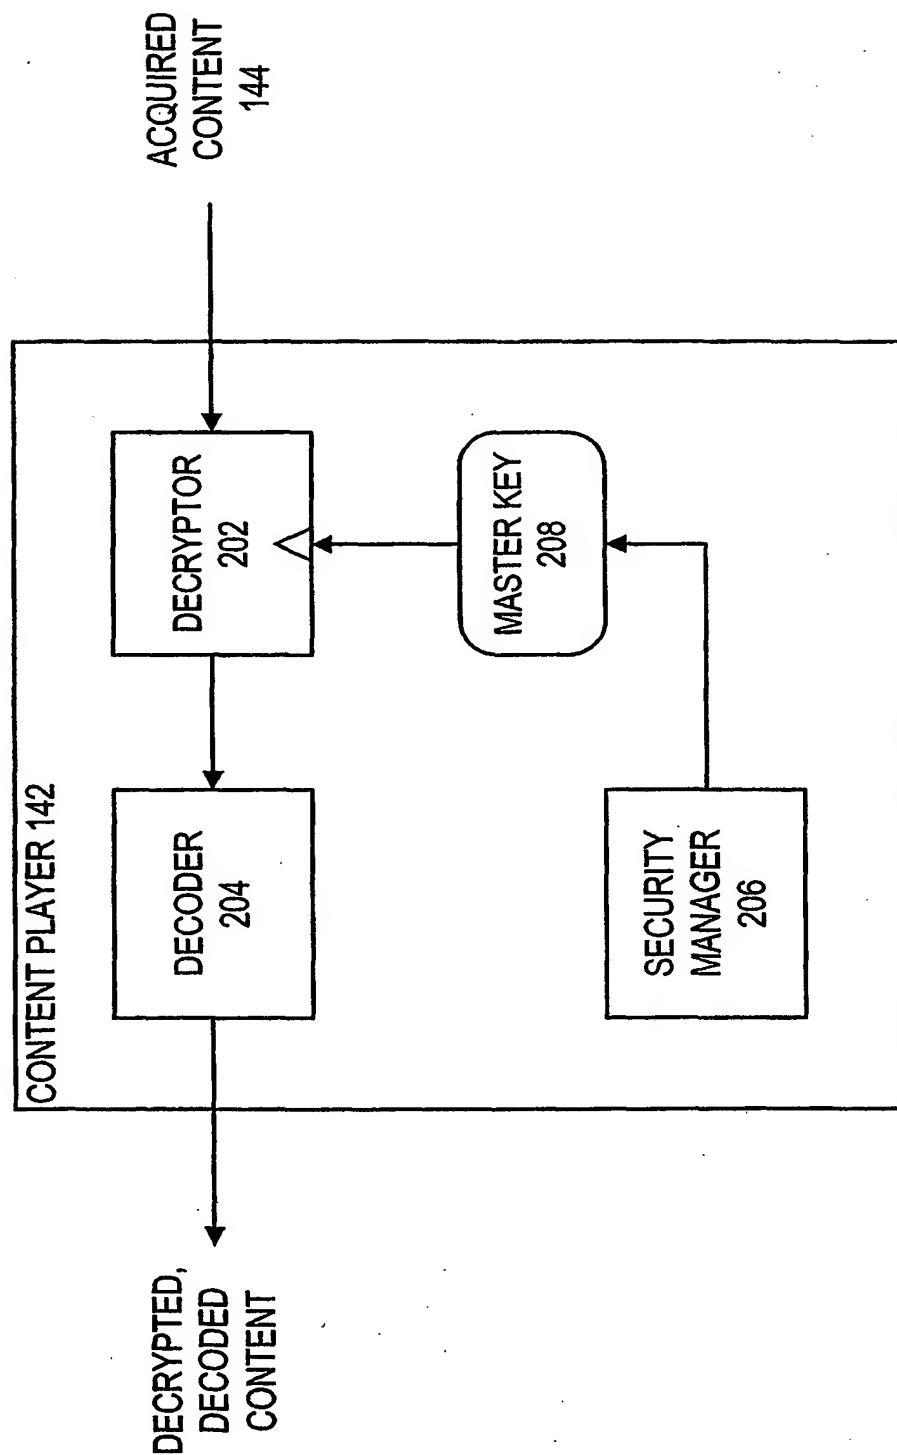 CONTENT PLAYER 142
DECRYPTED,
DECODED
CONTENT
DECODER
204
DECRYPTOR
202
ACQUIRED
CONTENT
144
SECURITY
MANAGER
206
MASTER KEY
208